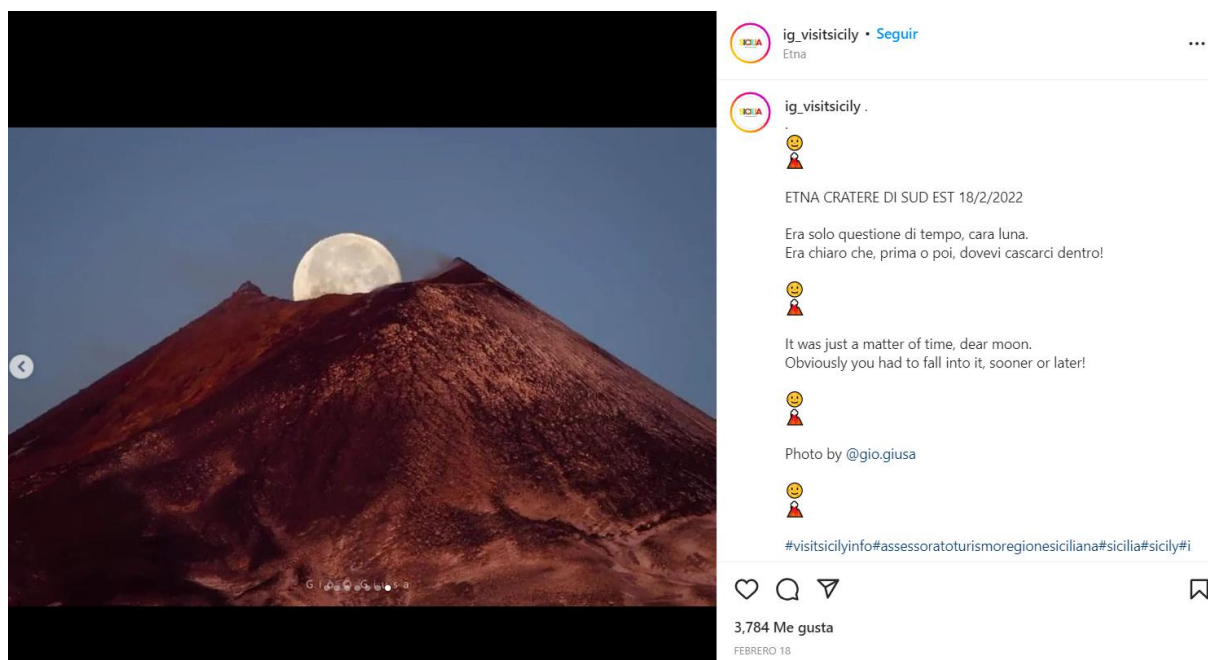 ig_visitsicily • Seguir
Etna
SICILIA
SICILIA
ig_visitsicily .
.
ETNA CRATERE DI SUD EST 18/2/2022
Era solo questione di tempo, cara luna.
Era chiaro che, prima o poi, dovevi cascarci dentro!
It was just a matter of time, dear moon.
Obviously you had to fall into it, sooner or later!
Photo by @gio.giusa
#visitsicilyinfo#assessoratoturismoregionesiciliana#sicilia#sicily#i
Giusa
3,784 Me gusta
FEBRERO 18